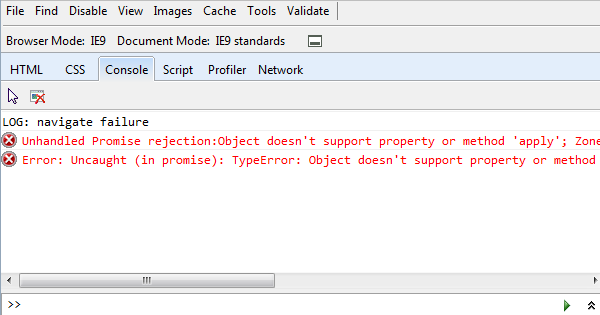 File Find Disable View Images Cache Tools Validate
Browser Mode: IE9 Document Mode: IE9 standards
HTML CSS Console Script Profiler Network
LOG: navigate failure
Unhandled Promise rejection:Object doesn't support property or method 'apply'; Zone
Error: Uncaught (in promise): TypeError: Object doesn't support property or method
>>